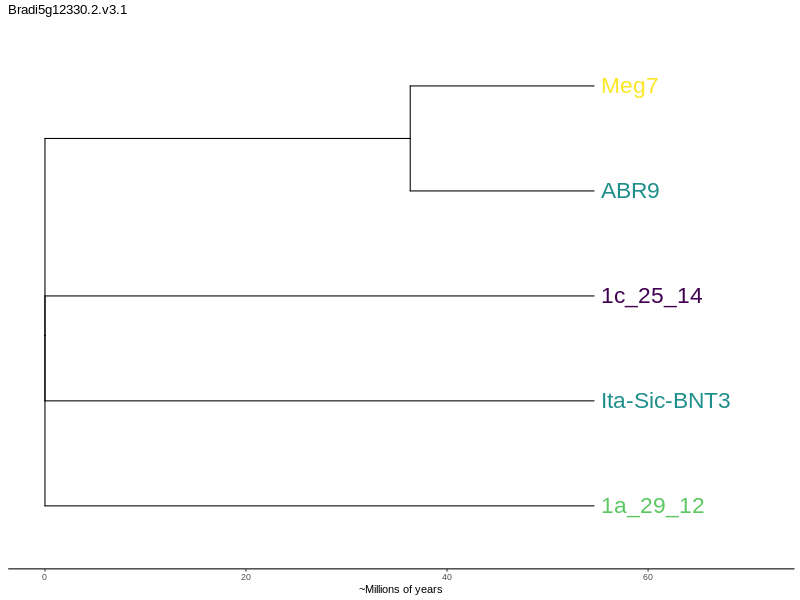 Bradi5g12330.2.v3.1
Meg7
ABR9
1c_25_14
Ita-Sic-BNT3
1a_29_12
0 20 40 60
~Millions of years